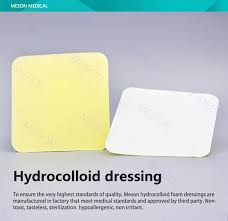 MESON MEDICAL
Hydrocolloid dressing
To ensure the very highest standards of quality, Meson hydrocolloid foam dressings are
manufactured in factory that meet medical standards and approved by third party. Non-
toxic, tasteless, sterilization. hypoallergenic, non irritant.